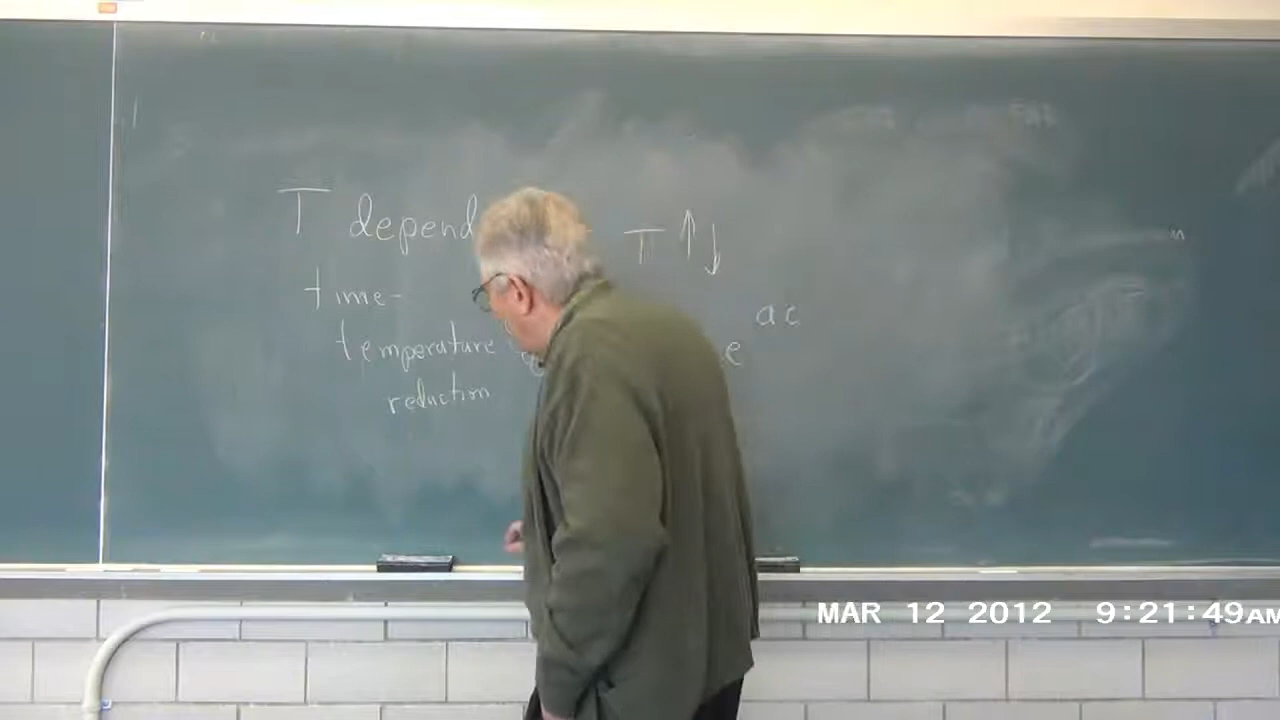 T depend
T ↑ ↓
time-
temperature
reduction
ac
e
MAR 12 2012 9:21:49AM